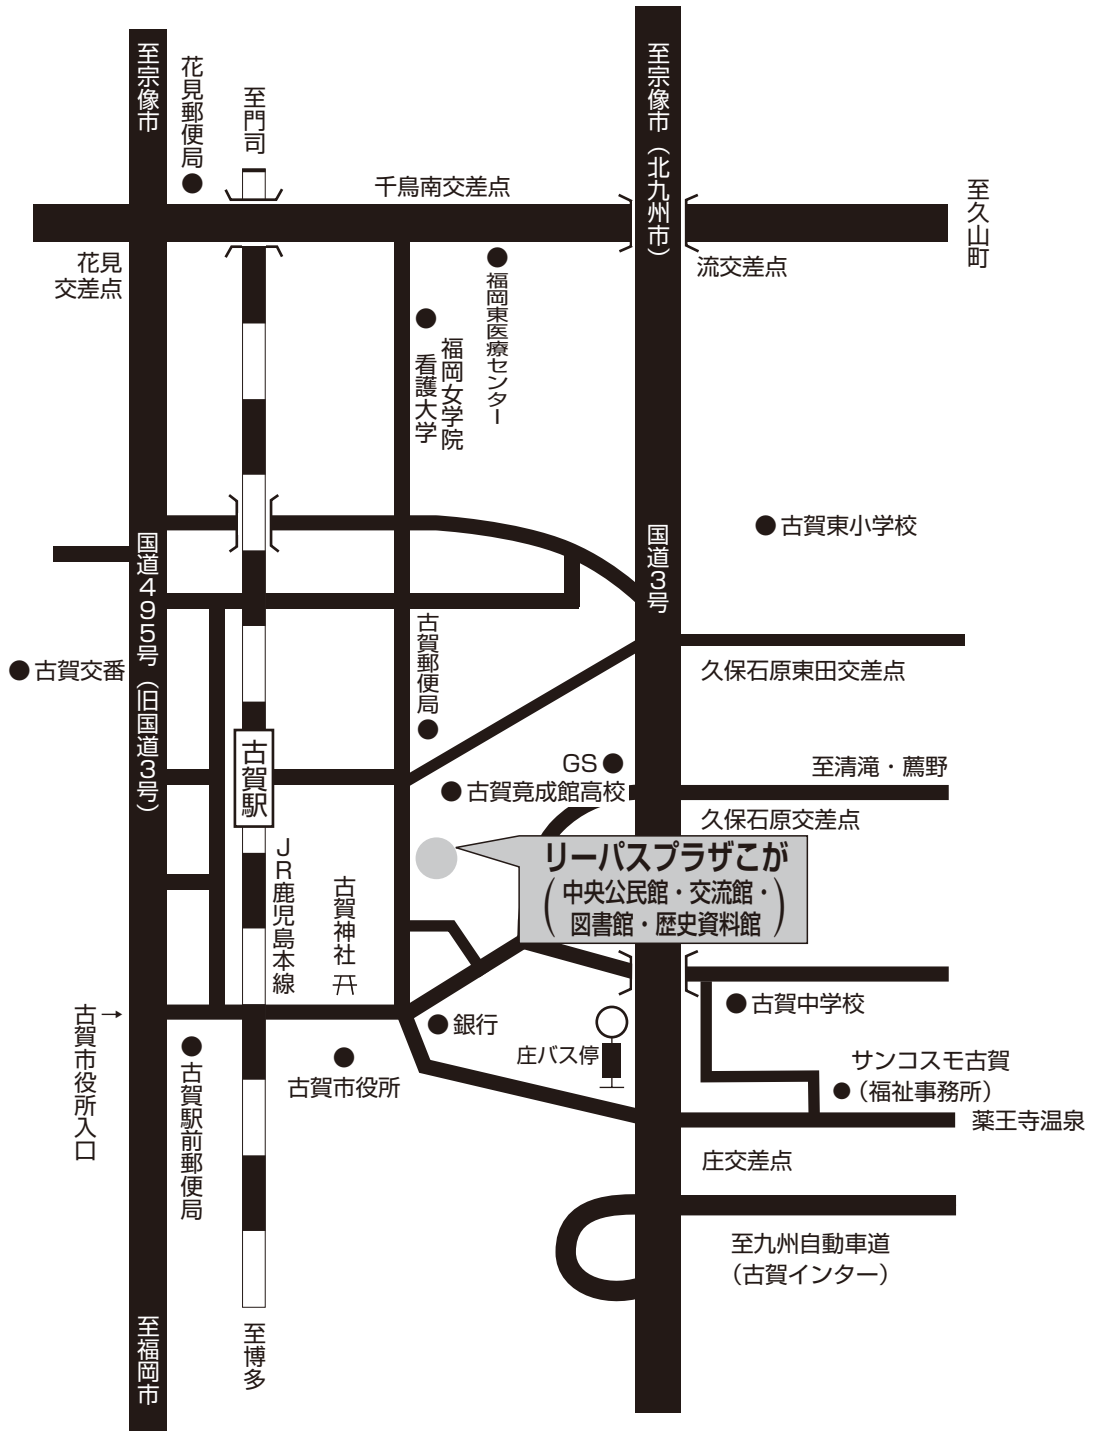 至宗像市
花見郵便局
至門司
千鳥南交差点
至宗像市(北九州市)
至久山町
花見
交差点
流交差点
福岡東医療センター
福岡女学院
看護大学
国道495号(旧国道3号)
国道3号
古賀東小学校
古賀交番
古賀郵便局
久保石原東田交差点
古賀駅
GS
至清滝・薦野
古賀竟成館高校
久保石原交差点
リーパスプラザこが
(中央公民館・交流館・
図書館・歴史資料館)
JR鹿児島本線
古賀神社
古賀市役所入口→
銀行
古賀中学校
庄バス停
古賀市役所
サンコスモ古賀
(福祉事務所)
古賀駅前郵便局
薬王寺温泉
庄交差点
至九州自動車道
(古賀インター)
至福岡市
至博多